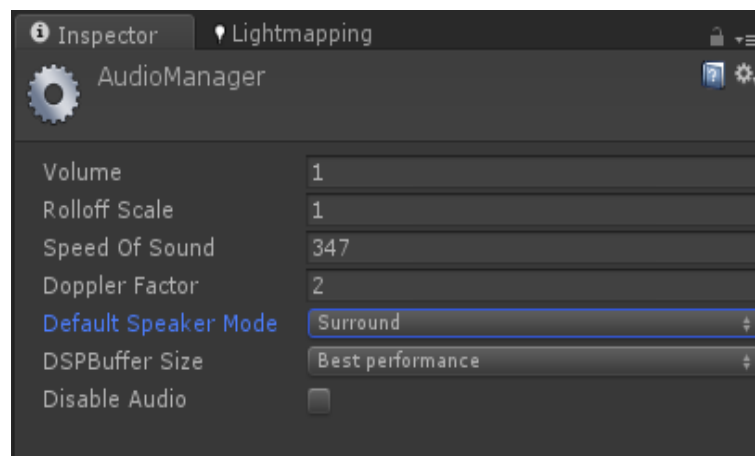 Inspector Lightmapping
AudioManager
Volume 1
Rolloff Scale 1
Speed Of Sound 347
Doppler Factor 2
Default Speaker Mode Surround
DSPBuffer Size Best performance
Disable Audio